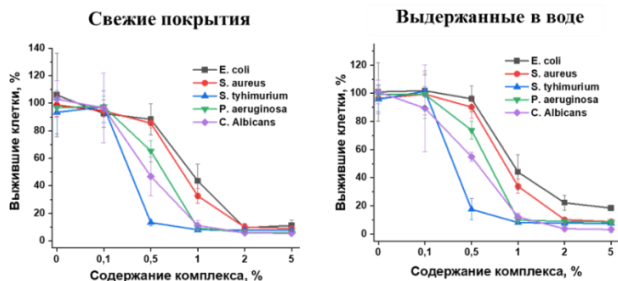 Свежие покрытия
Выжившие клетки, %
140
120
100
80
60
40
20
0
E. coli
S. aureus
S. tyhimurium
P. aeruginosa
C. Albicans
0 0,1 0,5 1 2 5
Содержание комплекса, %
Выдержанные в воде
Выжившие клетки, %
120
100
80
60
40
20
0
E. coli
S. aureus
S. tyhimurium
P. aeruginosa
C. Albicans
0 0,1 0,5 1 2 5
Содержание комплекса, %